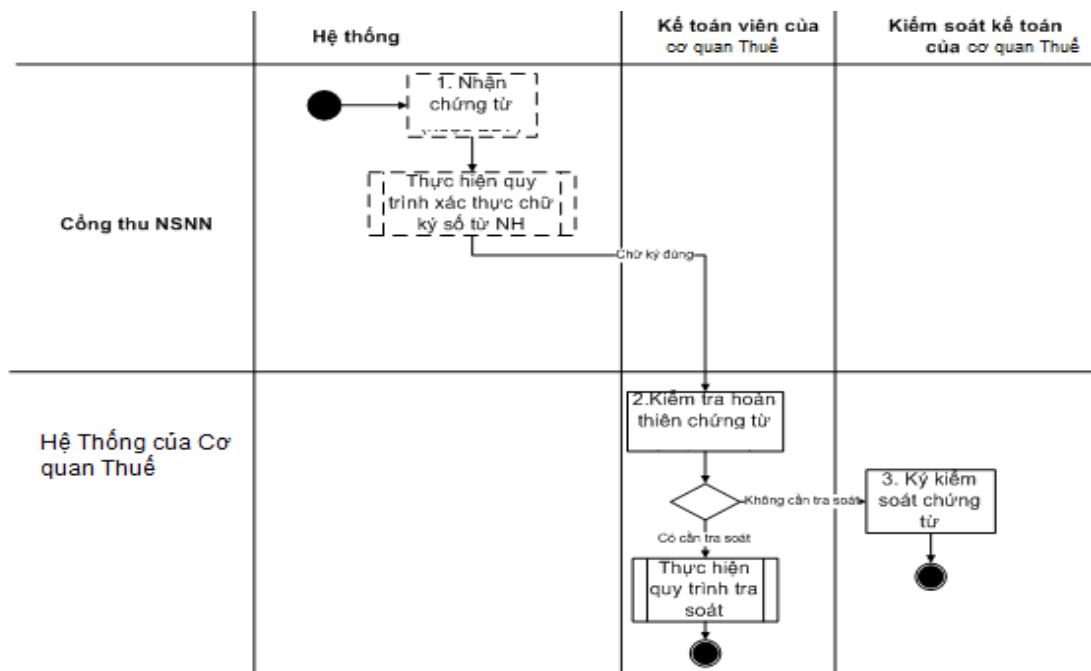 Hệ thống
Kế toán viên của
cơ quan Thuế
Kiểm soát kế toán
của cơ quan Thuế
1. Nhận
chứng từ
Thực hiện quy
trình xác thực chữ
ký số từ NH
Cổng thu NSNN
Chữ ký đúng
2.Kiểm tra hoàn
thiên chứng từ
Hệ Thống của Cơ
quan Thuế
Không cần tra soát
3. Ký kiểm
soát chứng
từ
Có cần tra soát
Thực hiện
quy trình tra
soát